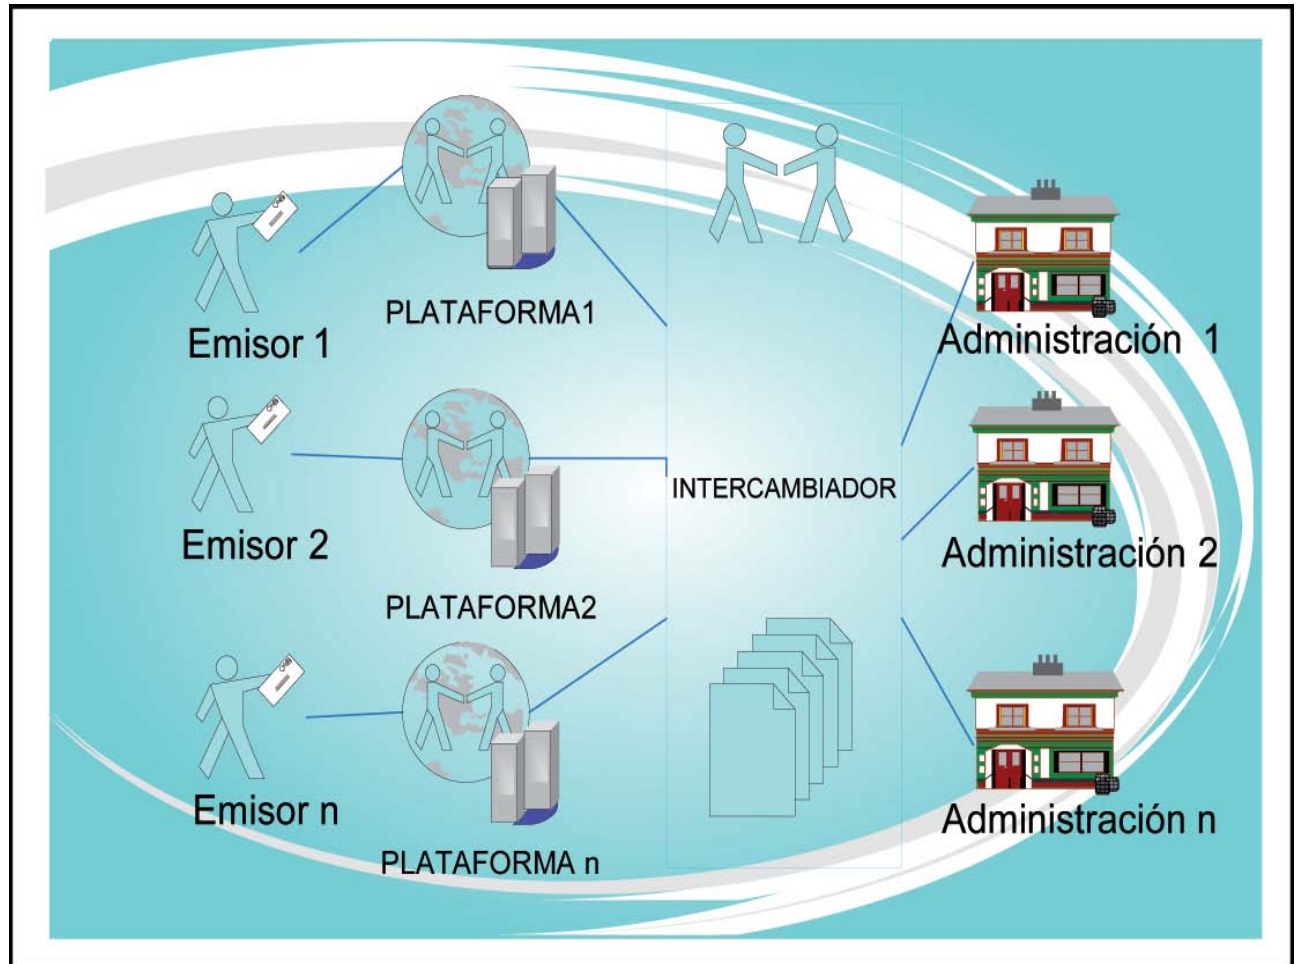 PLATAFORMA1
Emisor 1
Administración 1
INTERCAMBIADOR
Emisor 2
Administración 2
PLATAFORMA2
Emisor n
Administración n
PLATAFORMA n